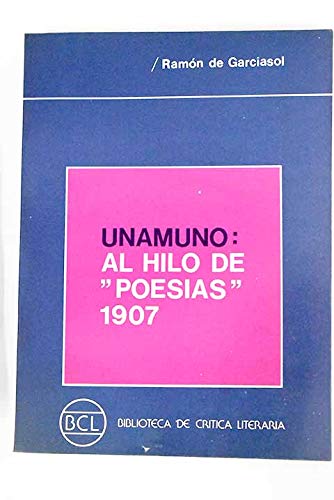 / Ramón de Garciasol
UNAMUNO:
AL HILO DE
"POESIAS"
1907
BCL
BIBLIOTECA DE CRITICA LITERARIA